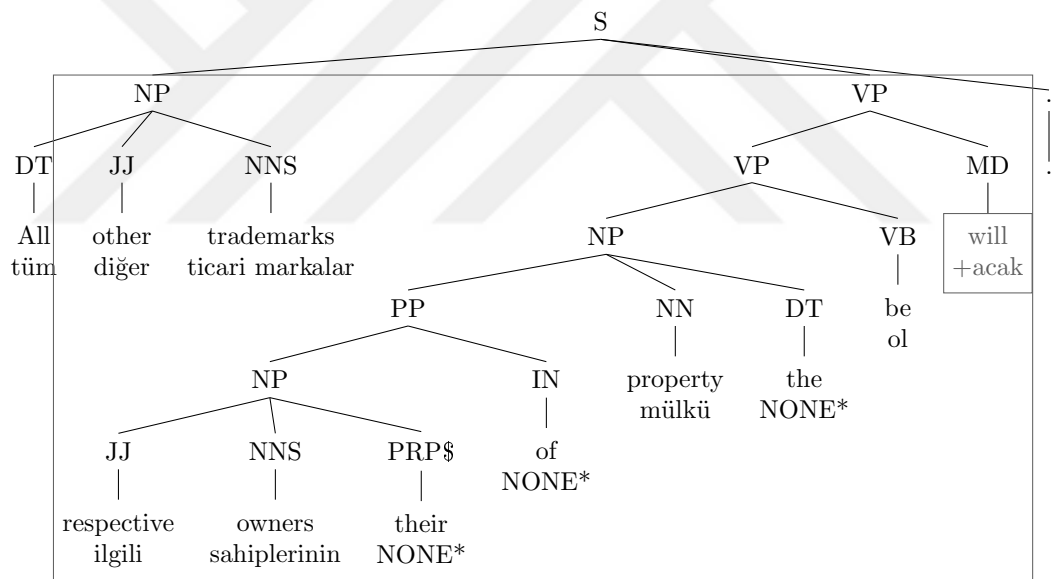 S
NP VP .
DT JJ NNS VP MD .
All other trademarks NP VB will
tüm diğer ticari markalar +acak
PP NN DT be
ol
NP IN property the
mülkü NONE*
JJ NNS PRP$ of
NONE*
respective owners their
ilgili sahiplerinin NONE*